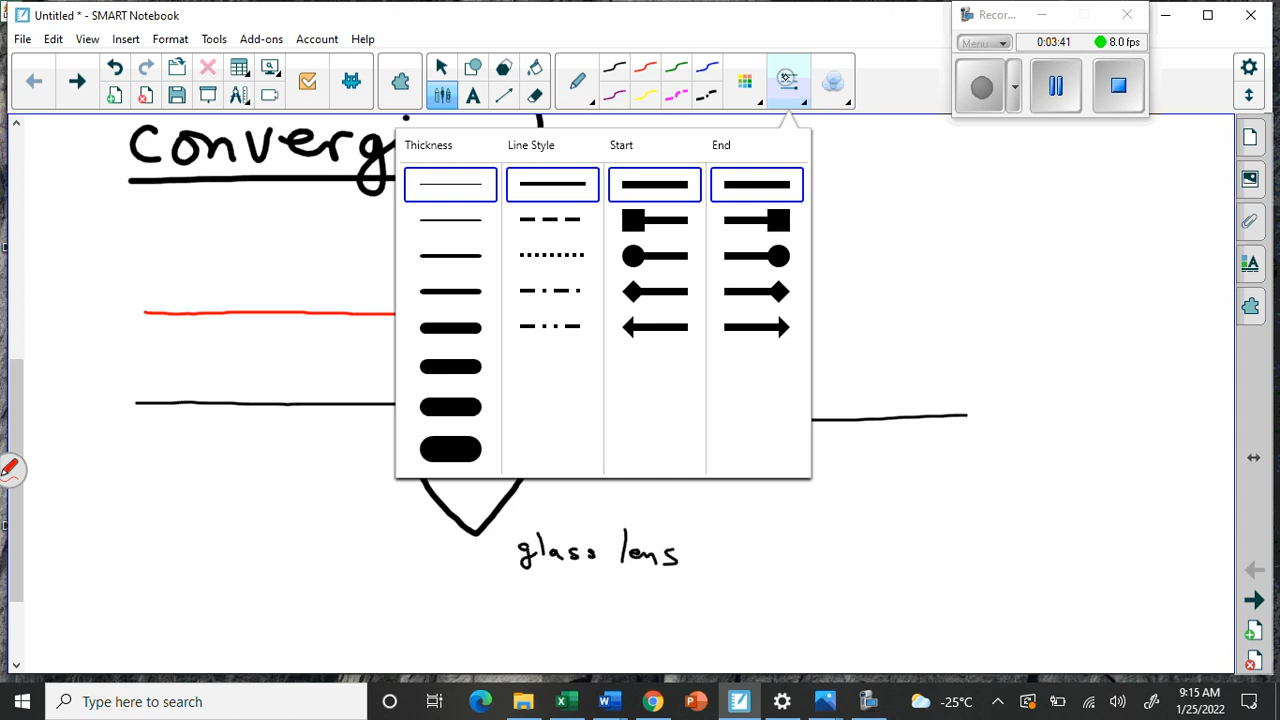 Untitled * - SMART Notebook
Recor...
File Edit View Insert Format Tools Add-ons Account Help
Menu
0:03:41
8.0 fps
Converg
Thickness
Line Style
Start
End
glass lens
Type here to search
-25°C
9:15 AM
1/25/2022